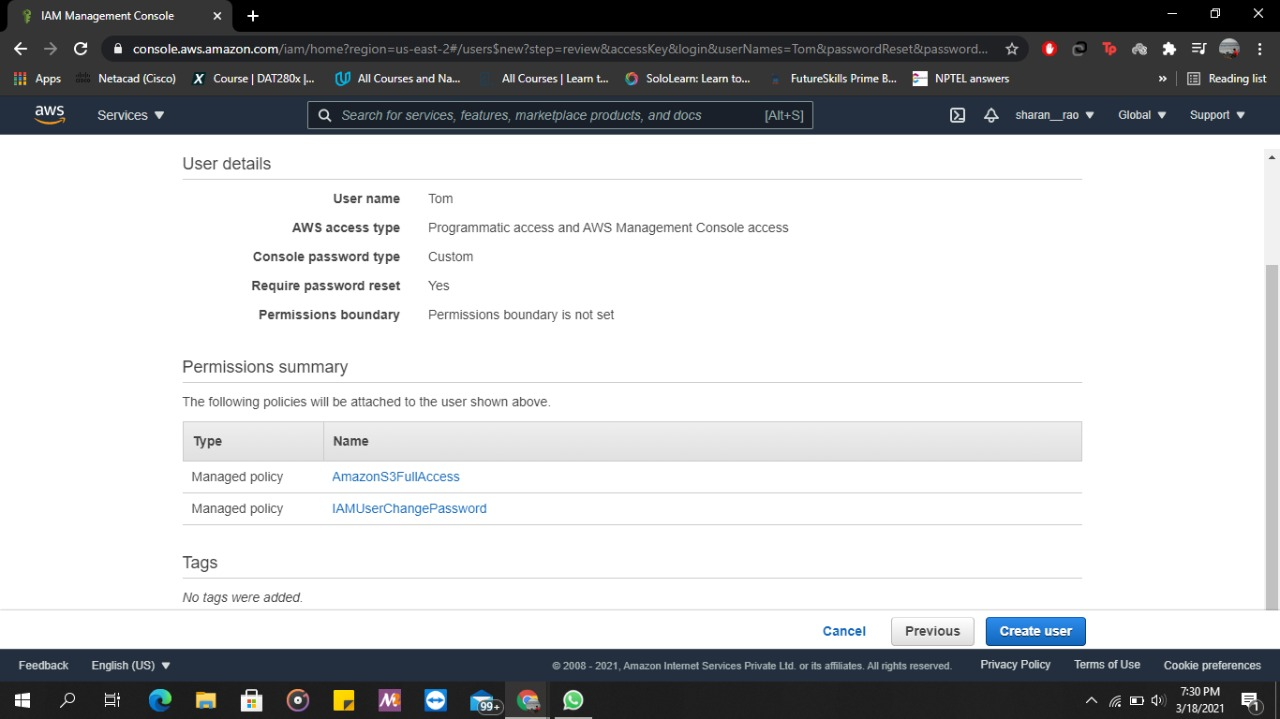 IAM Management Console
console.aws.amazon.com/iam/home?region=us-east-2#/users$new?step=review&accessKey&login&userNames=Tom&passwordReset&password...
Apps Netacad (Cisco) Course | DAT280x |... All Courses and Na... All Courses | Learn t... SoloLearn: Learn to... FutureSkills Prime B... NPTEL answers » Reading list
aws Services ▼ Search for services, features, marketplace products, and docs [Alt+S] sharan__rao ▼ Global ▼ Support ▼
User details
User name Tom
AWS access type Programmatic access and AWS Management Console access
Console password type Custom
Require password reset Yes
Permissions boundary Permissions boundary is not set
Permissions summary
The following policies will be attached to the user shown above.
Type Name
Managed policy AmazonS3FullAccess
Managed policy IAMUserChangePassword
Tags
No tags were added.
Cancel Previous Create user
Feedback English (US) ▼ © 2008 - 2021, Amazon Internet Services Private Ltd. or its affiliates. All rights reserved. Privacy Policy Terms of Use Cookie preferences
99+
7:30 PM
3/18/2021
1